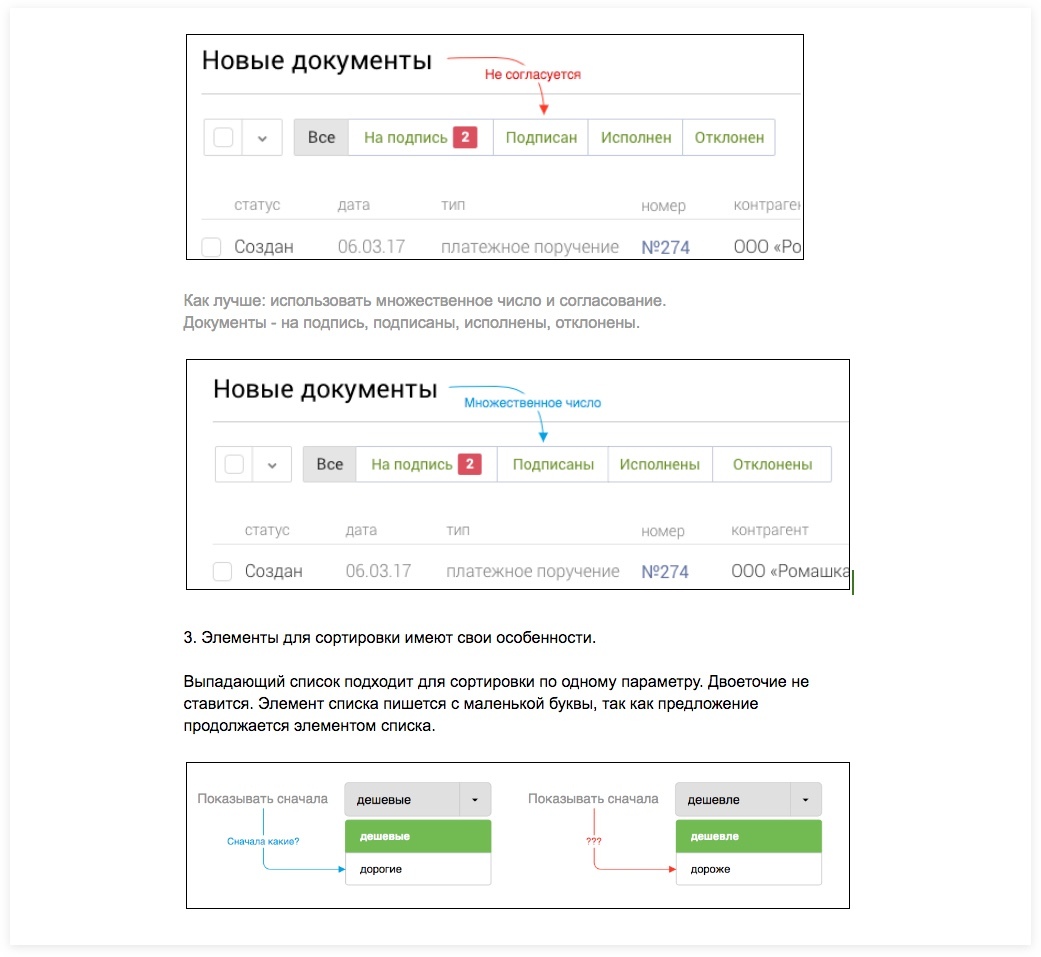 Новые документы
Не согласуется
Все На подпись 2 Подписан Исполнен Отклонен
статус дата тип номер контраген
Создан 06.03.17 платежное поручение №274 ООО «Ро
Как лучше: использовать множественное число и согласование.
Документы - на подпись, подписаны, исполнены, отклонены.
Новые документы
Множественное число
Все На подпись 2 Подписаны Исполнены Отклонены
статус дата тип номер контрагент
Создан 06.03.17 платежное поручение №274 ООО «Ромашка
3. Элементы для сортировки имеют свои особенности.
Выпадающий список подходит для сортировки по одному параметру. Двоеточие не
ставится. Элемент списка пишется с маленькой буквы, так как предложение
продолжается элементом списка.
Показывать сначала дешевые Показывать сначала дешевле
Сначала какие? дешевые ??? дешевле
дорогие дороже